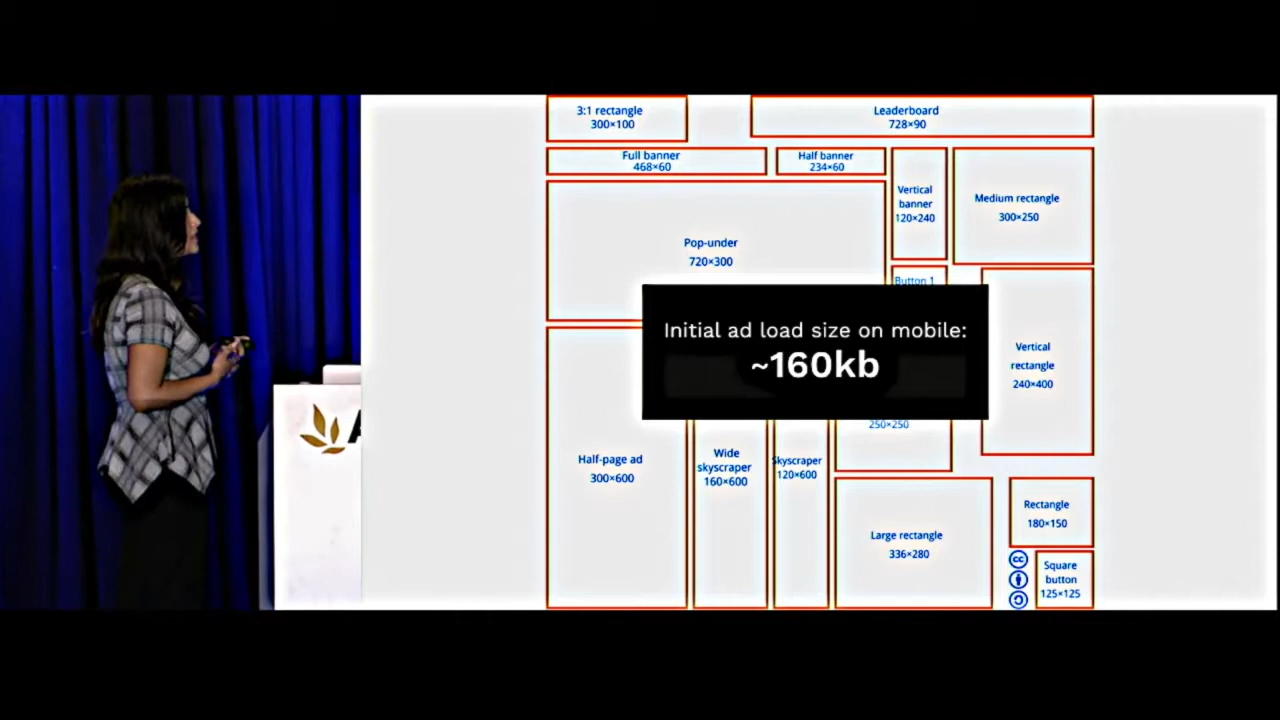 3:1 rectangle
300×100
Leaderboard
728×90
Full banner
468×60
Half banner
234×60
Vertical
banner
120×240
Medium rectangle
300×250
Pop-under
720×300
Button 1
Initial ad load size on mobile:
~160kb
Vertical
rectangle
240×400
250×250
Half-page ad
300×600
Wide
skyscraper
160×600
Skyscraper
120×600
Rectangle
180×150
Large rectangle
336×280
cc
Square
button
125×125